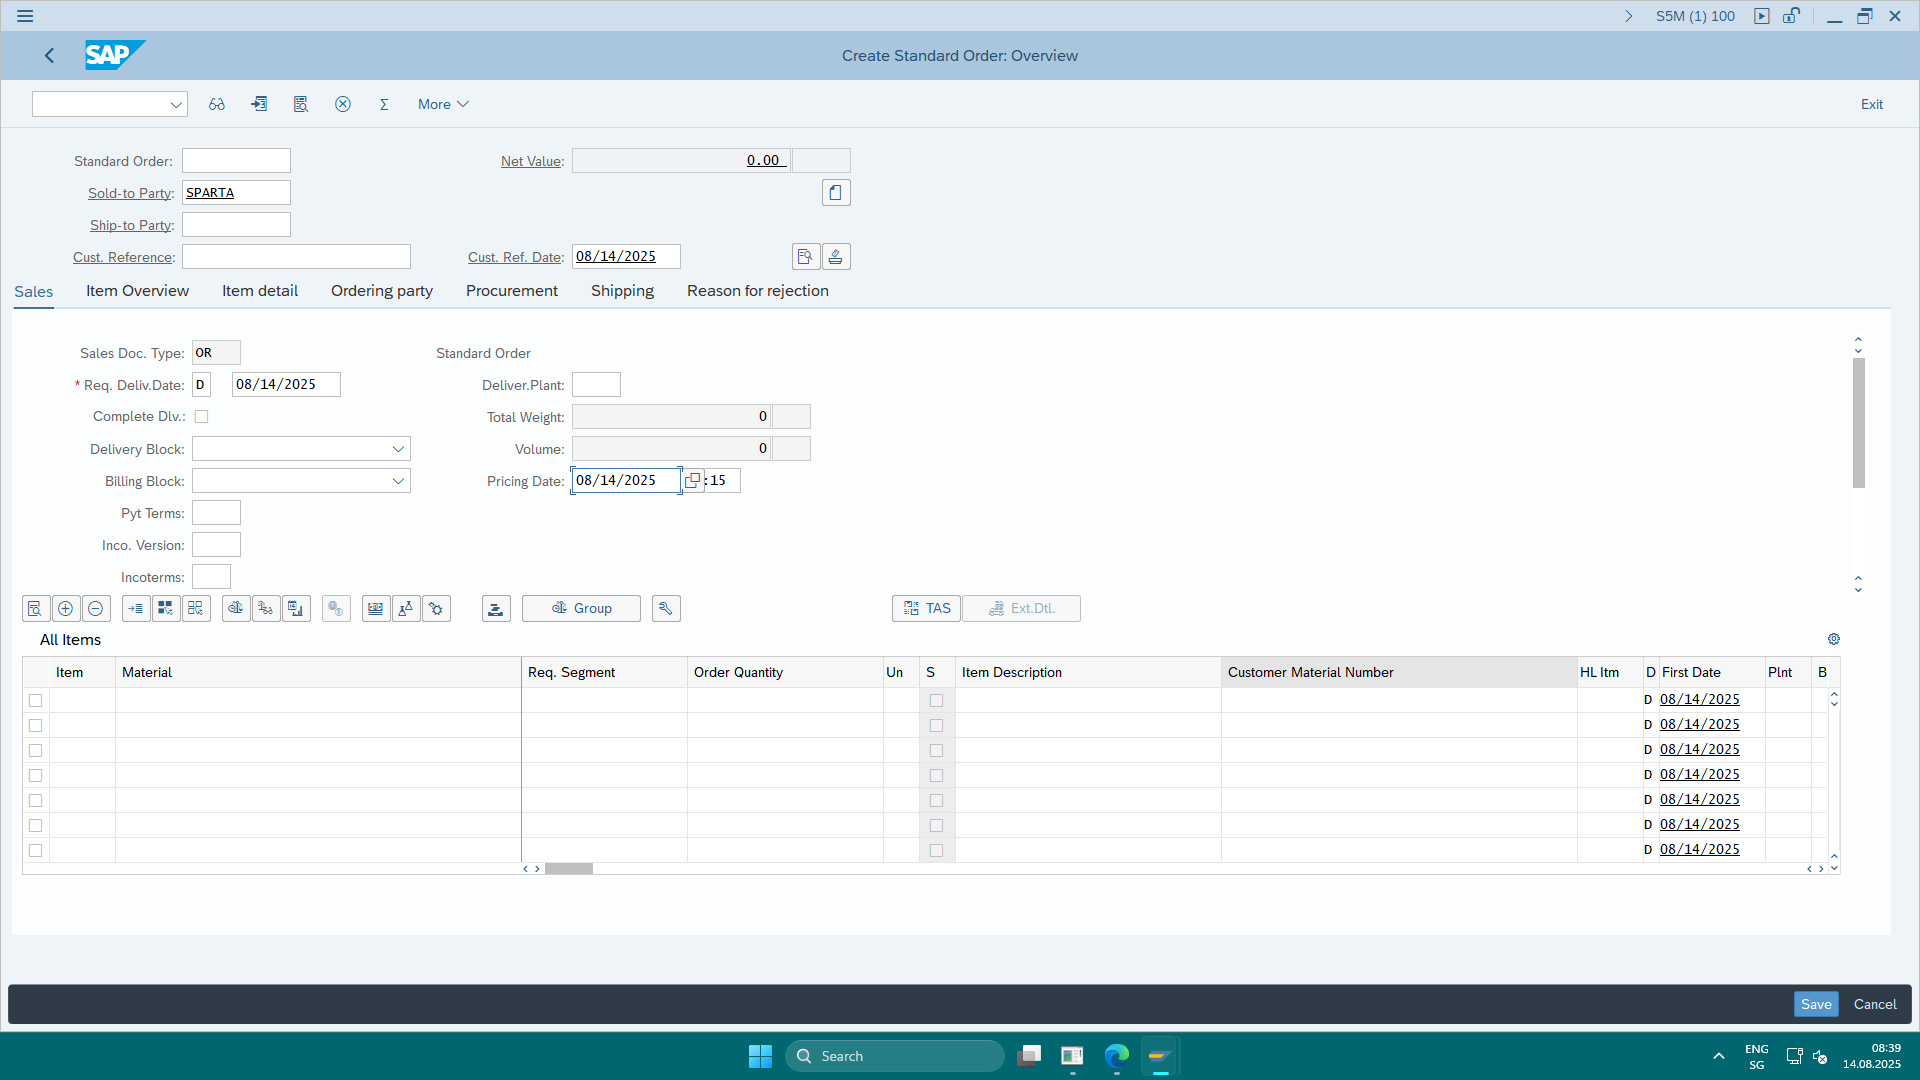 S5M (1) 100
SAP
Create Standard Order: Overview
More
Exit
Standard Order:
Net Value: 0.00
Sold-to Party: SPARTA
Ship-to Party:
Cust. Reference:
Cust. Ref. Date: 08/14/2025
Sales Item Overview Item detail Ordering party Procurement Shipping Reason for rejection
Sales Doc. Type: OR Standard Order
* Req. Deliv.Date: D 08/14/2025 Deliver.Plant:
Complete Dlv.: Total Weight: 0
Delivery Block: Volume: 0
Billing Block: Pricing Date: 08/14/2025 :15
Pyt Terms:
Inco. Version:
Incoterms:
Group TAS Ext.Dtl.
All Items
Item Material Req. Segment Order Quantity Un S Item Description Customer Material Number HL Itm D First Date Plnt B
D 08/14/2025
D 08/14/2025
D 08/14/2025
D 08/14/2025
D 08/14/2025
D 08/14/2025
D 08/14/2025
Save Cancel
Search
ENG
SG
08:39
14.08.2025